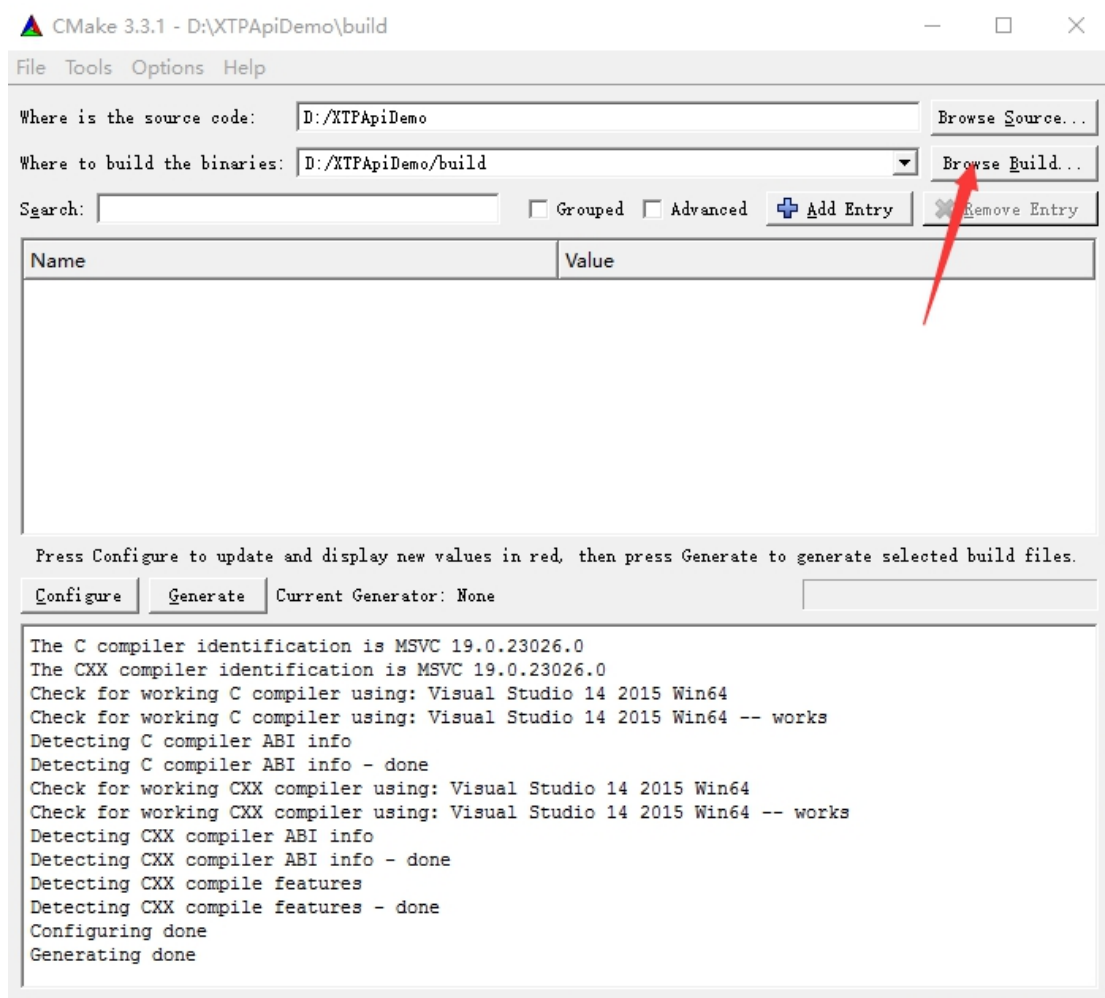 CMake 3.3.1 - D:\XTPApiDemo\build
File Tools Options Help
Where is the source code: D:/XTPApiDemo Browse Source...
Where to build the binaries: D:/XTPApiDemo/build Browse Build...
Search: Grouped Advanced Add Entry Remove Entry
Name Value
Press Configure to update and display new values in red, then press Generate to generate selected build files.
Configure Generate Current Generator: None
The C compiler identification is MSVC 19.0.23026.0
The CXX compiler identification is MSVC 19.0.23026.0
Check for working C compiler using: Visual Studio 14 2015 Win64
Check for working C compiler using: Visual Studio 14 2015 Win64 -- works
Detecting C compiler ABI info
Detecting C compiler ABI info - done
Check for working CXX compiler using: Visual Studio 14 2015 Win64
Check for working CXX compiler using: Visual Studio 14 2015 Win64 -- works
Detecting CXX compiler ABI info
Detecting CXX compiler ABI info - done
Detecting CXX compile features
Detecting CXX compile features - done
Configuring done
Generating done